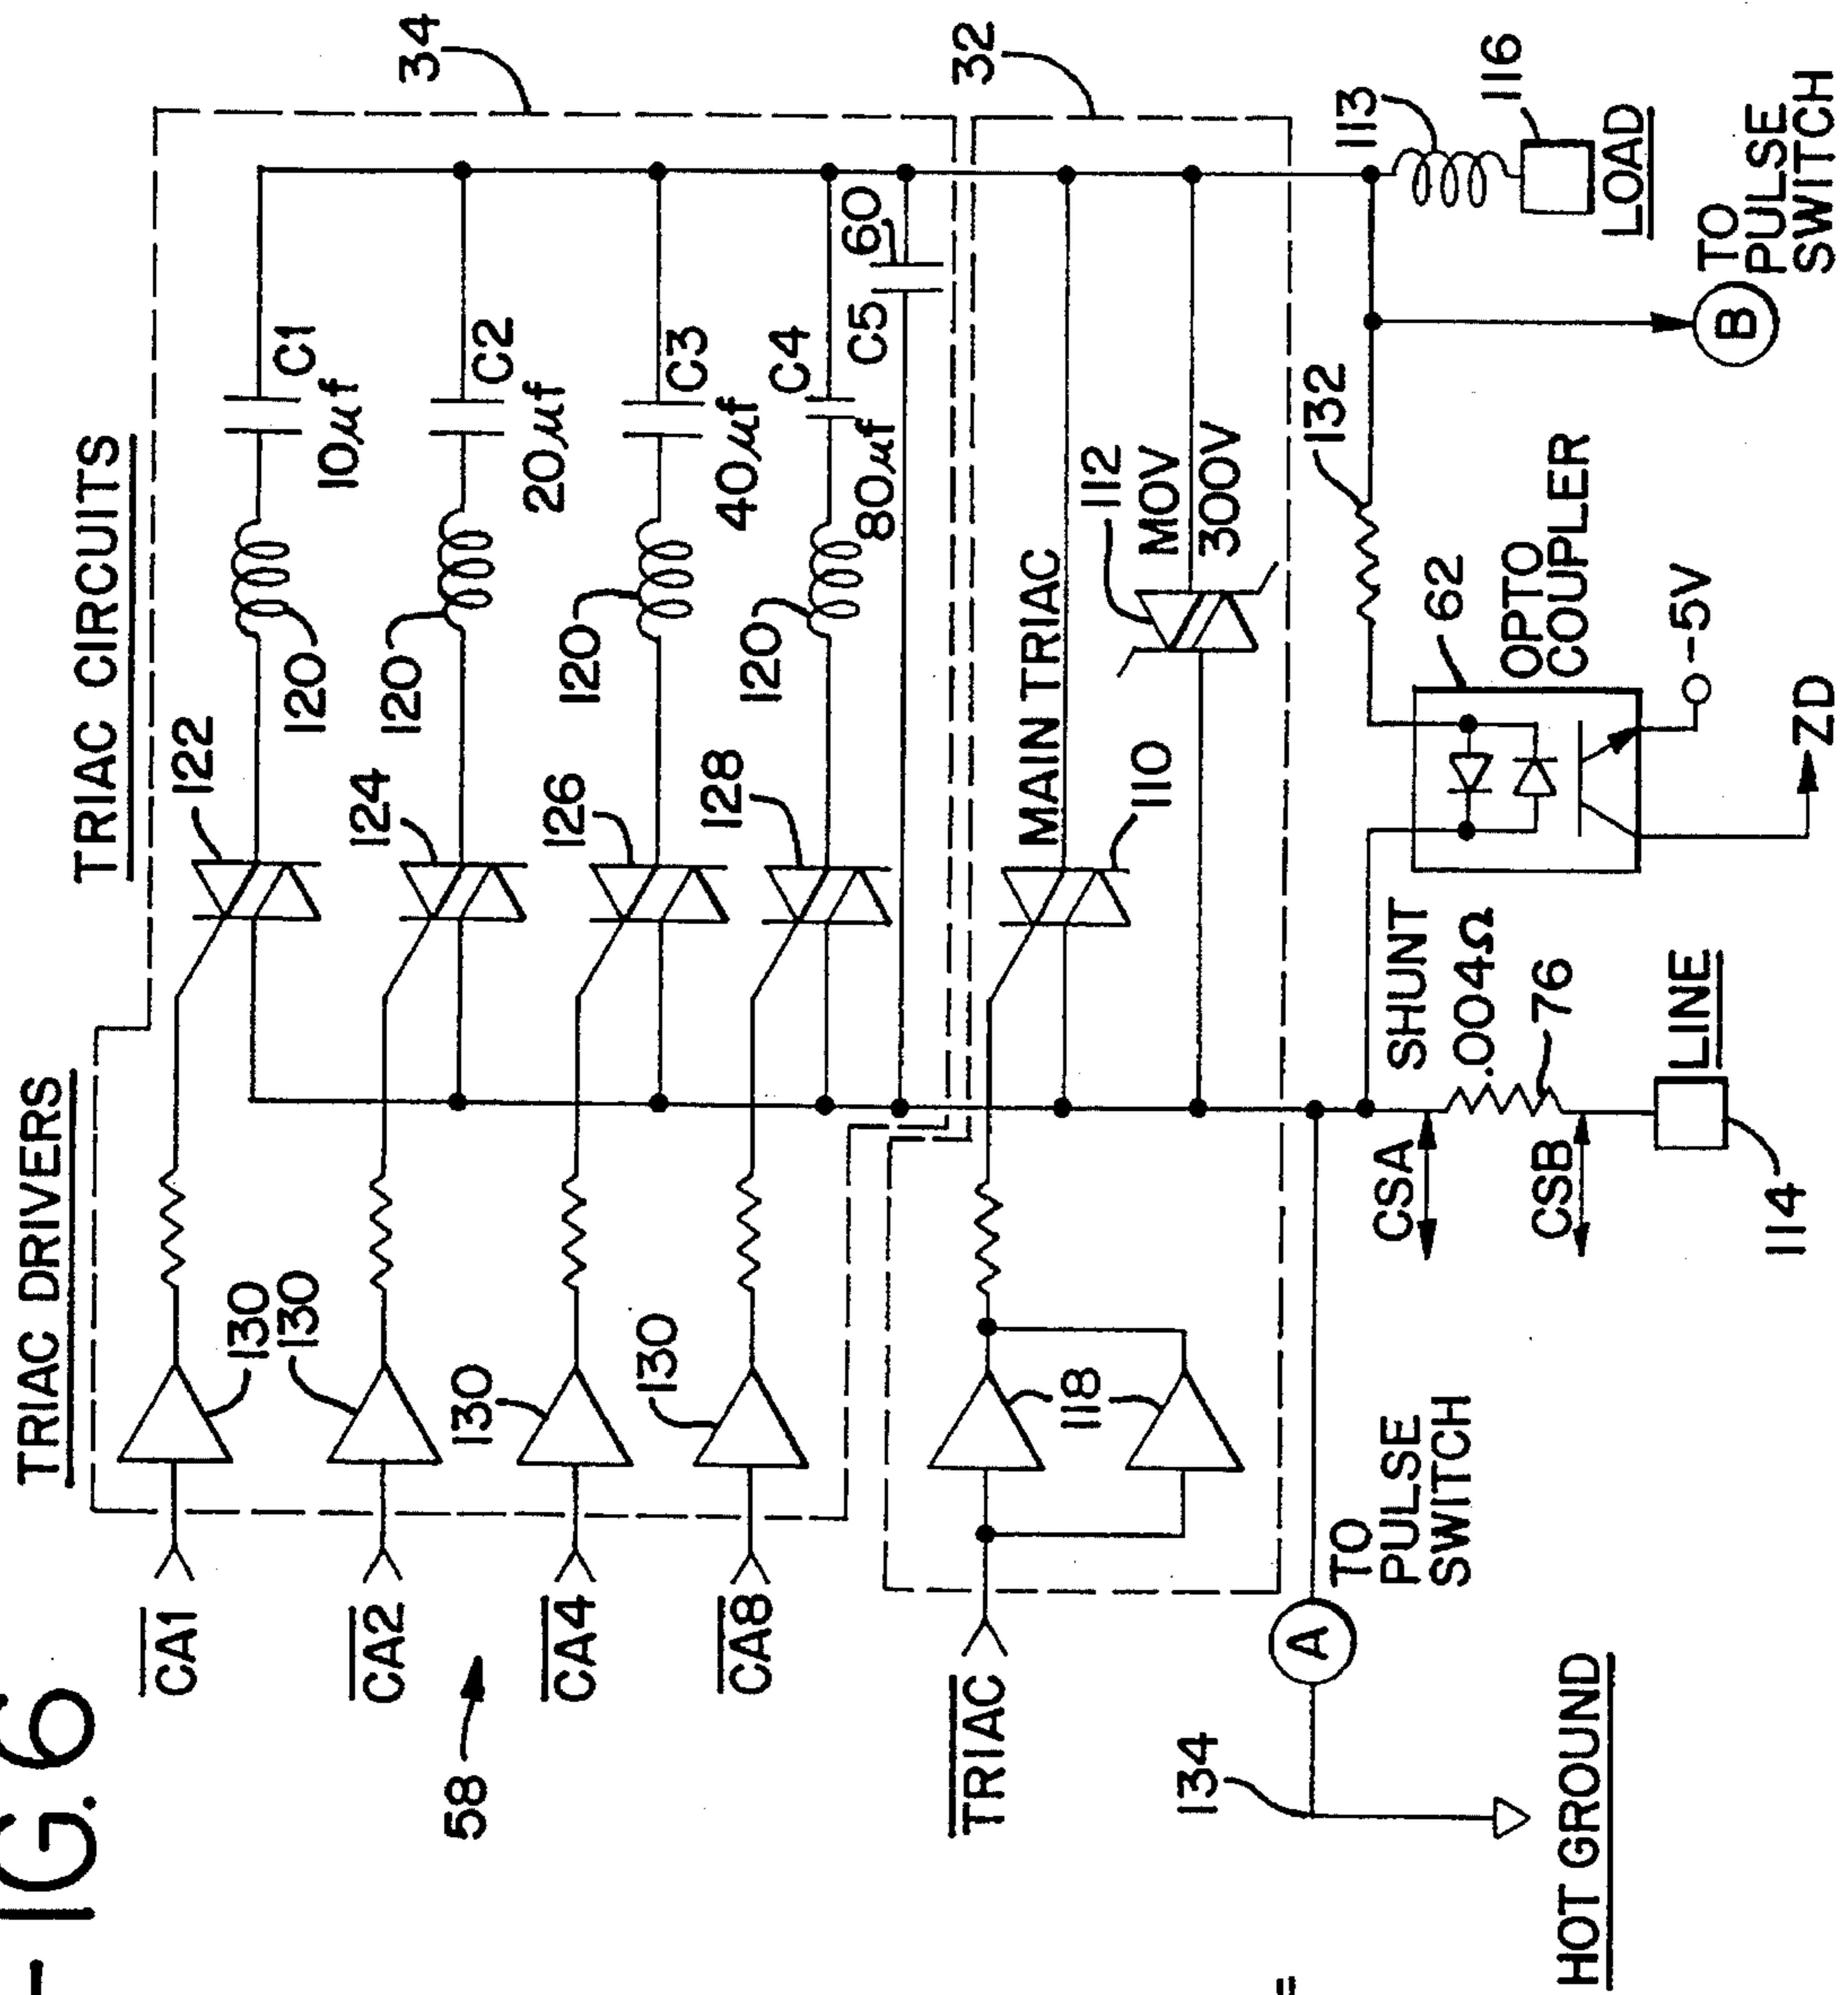 -IG. 6
TRIAC DRIVERS
TRIAC CIRCUITS
34
CA1
130
122
120
C1
10µf
CA2
130
124
120
C2
20µf
58
CA4
130
126
120
C3
40µf
CA8
130
128
120
C4
80µf
C5
60
32
TRIAC
118
MAIN TRIAC
110
112
MOV
300V
134
A
TO
PULSE
SWITCH
HOT GROUND
CSA
SHUNT
.004Ω
CSB
76
LINE
114
62
OPTO
COUPLER
-5V
ZD
132
113
116
LOAD
B
TO
PULSE
SWITCH